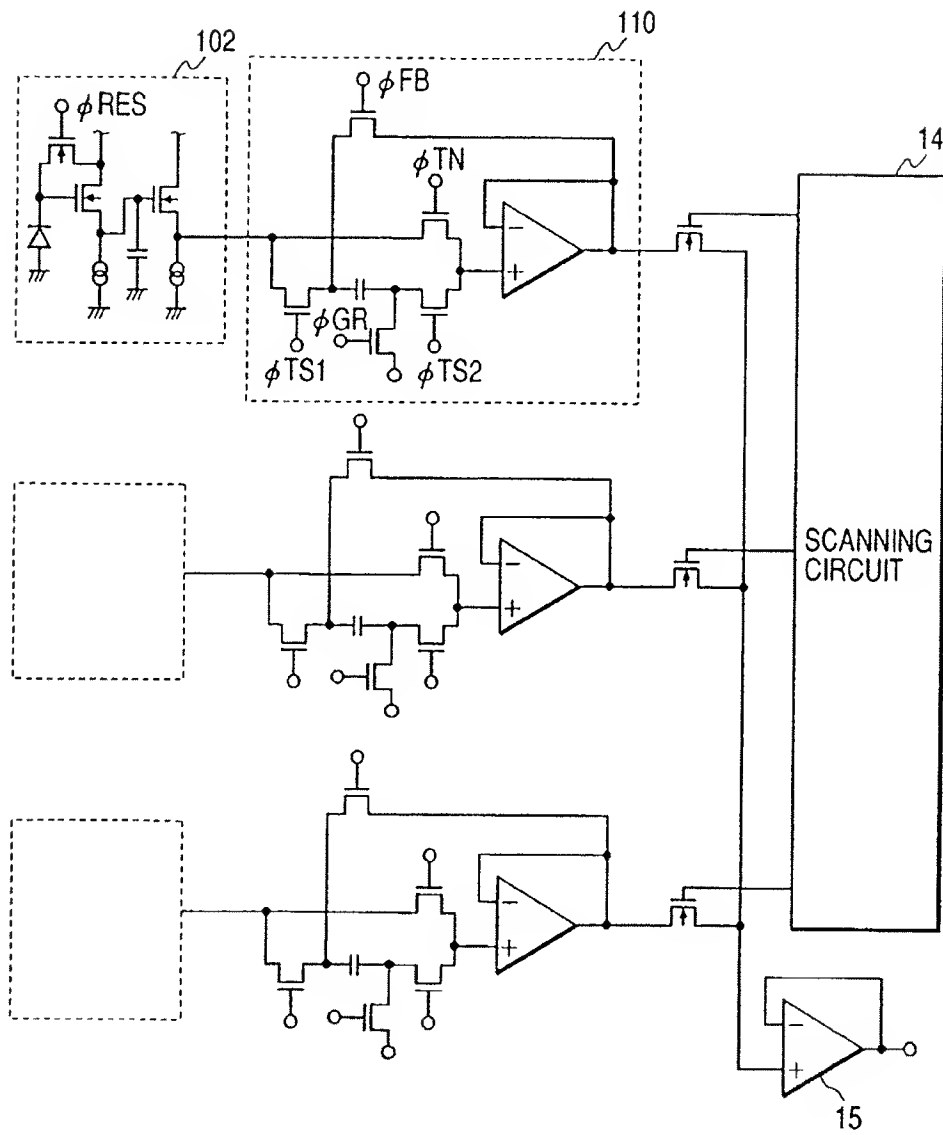 102
110
φRES
φFB
φTN
14
−
+
φGR
φTS1
φTS2
−
+
SCANNING
CIRCUIT
−
+
−
+
15